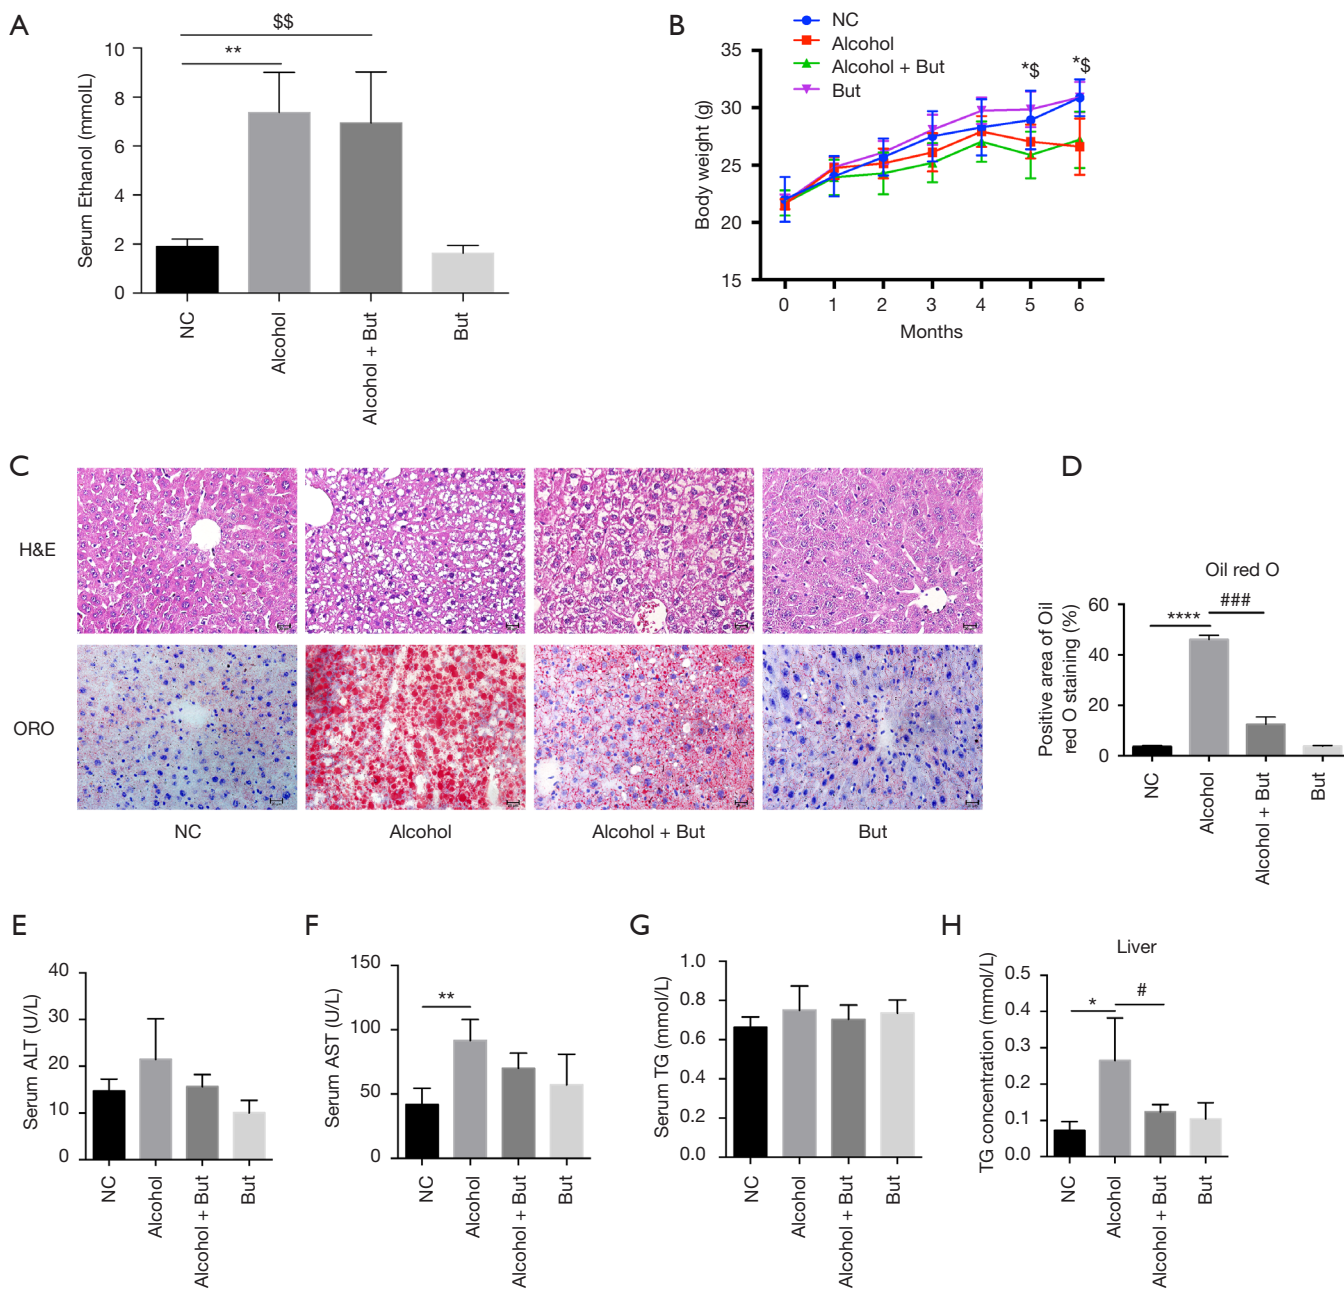 A
$$
**
10
8
6
4
2
0
Serum Ethanol (mmolL)
NC
Alcohol
Alcohol + But
But
B
NC
Alcohol
Alcohol + But
But
*$
*$
35
30
25
20
15
Body weight (g)
0 1 2 3 4 5 6
Months
C
H&E
ORO
NC
Alcohol
Alcohol + But
But
D
Oil red O
****
###
60
40
20
0
Positive area of Oil
red O staining (%)
NC
Alcohol
Alcohol + But
But
E
40
30
20
10
0
Serum ALT (U/L)
NC
Alcohol
Alcohol + But
But
F
**
150
100
50
0
Serum AST (U/L)
NC
Alcohol
Alcohol + But
But
G
1.0
0.8
0.6
0.4
0.2
0.0
Serum TG (mmol/L)
NC
Alcohol
Alcohol + But
But
H
Liver
*
#
0.5
0.4
0.3
0.2
0.1
0.0
TG concentration (mmol/L)
NC
Alcohol
Alcohol + But
But